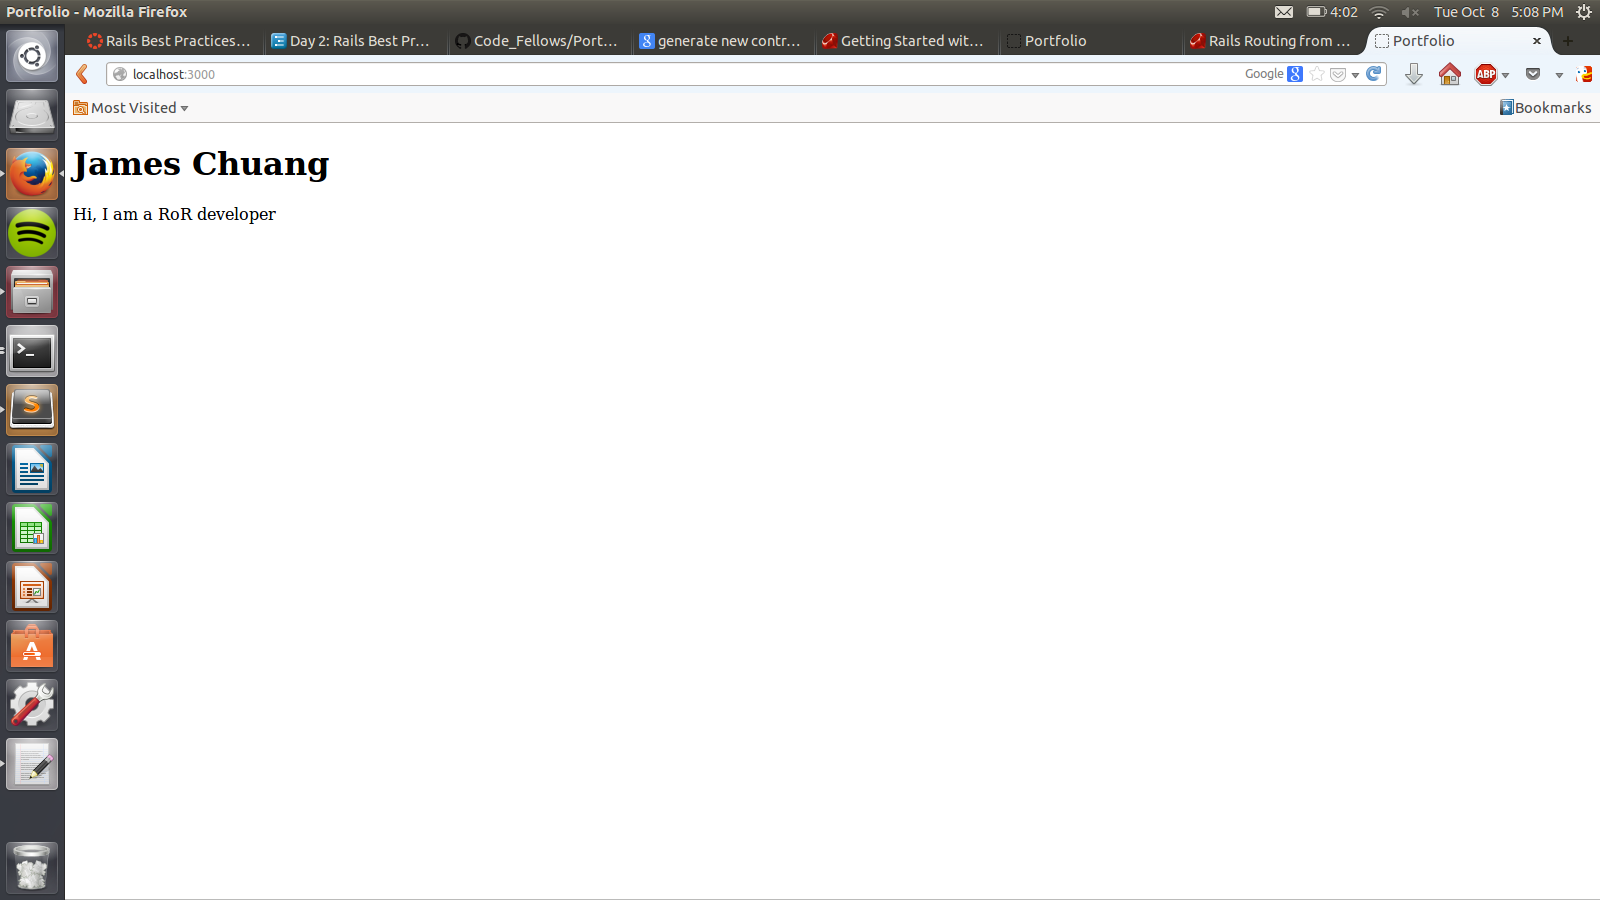 Portfolio - Mozilla Firefox
4:02
Tue Oct 8
5:08 PM
Rails Best Practices...
Day 2: Rails Best Pr...
Code_Fellows/Port...
generate new contr...
Getting Started wit...
Portfolio
Rails Routing from ...
Portfolio
localhost:3000
Google
8
ABP
Most Visited
Bookmarks
James Chuang
Hi, I am a RoR developer